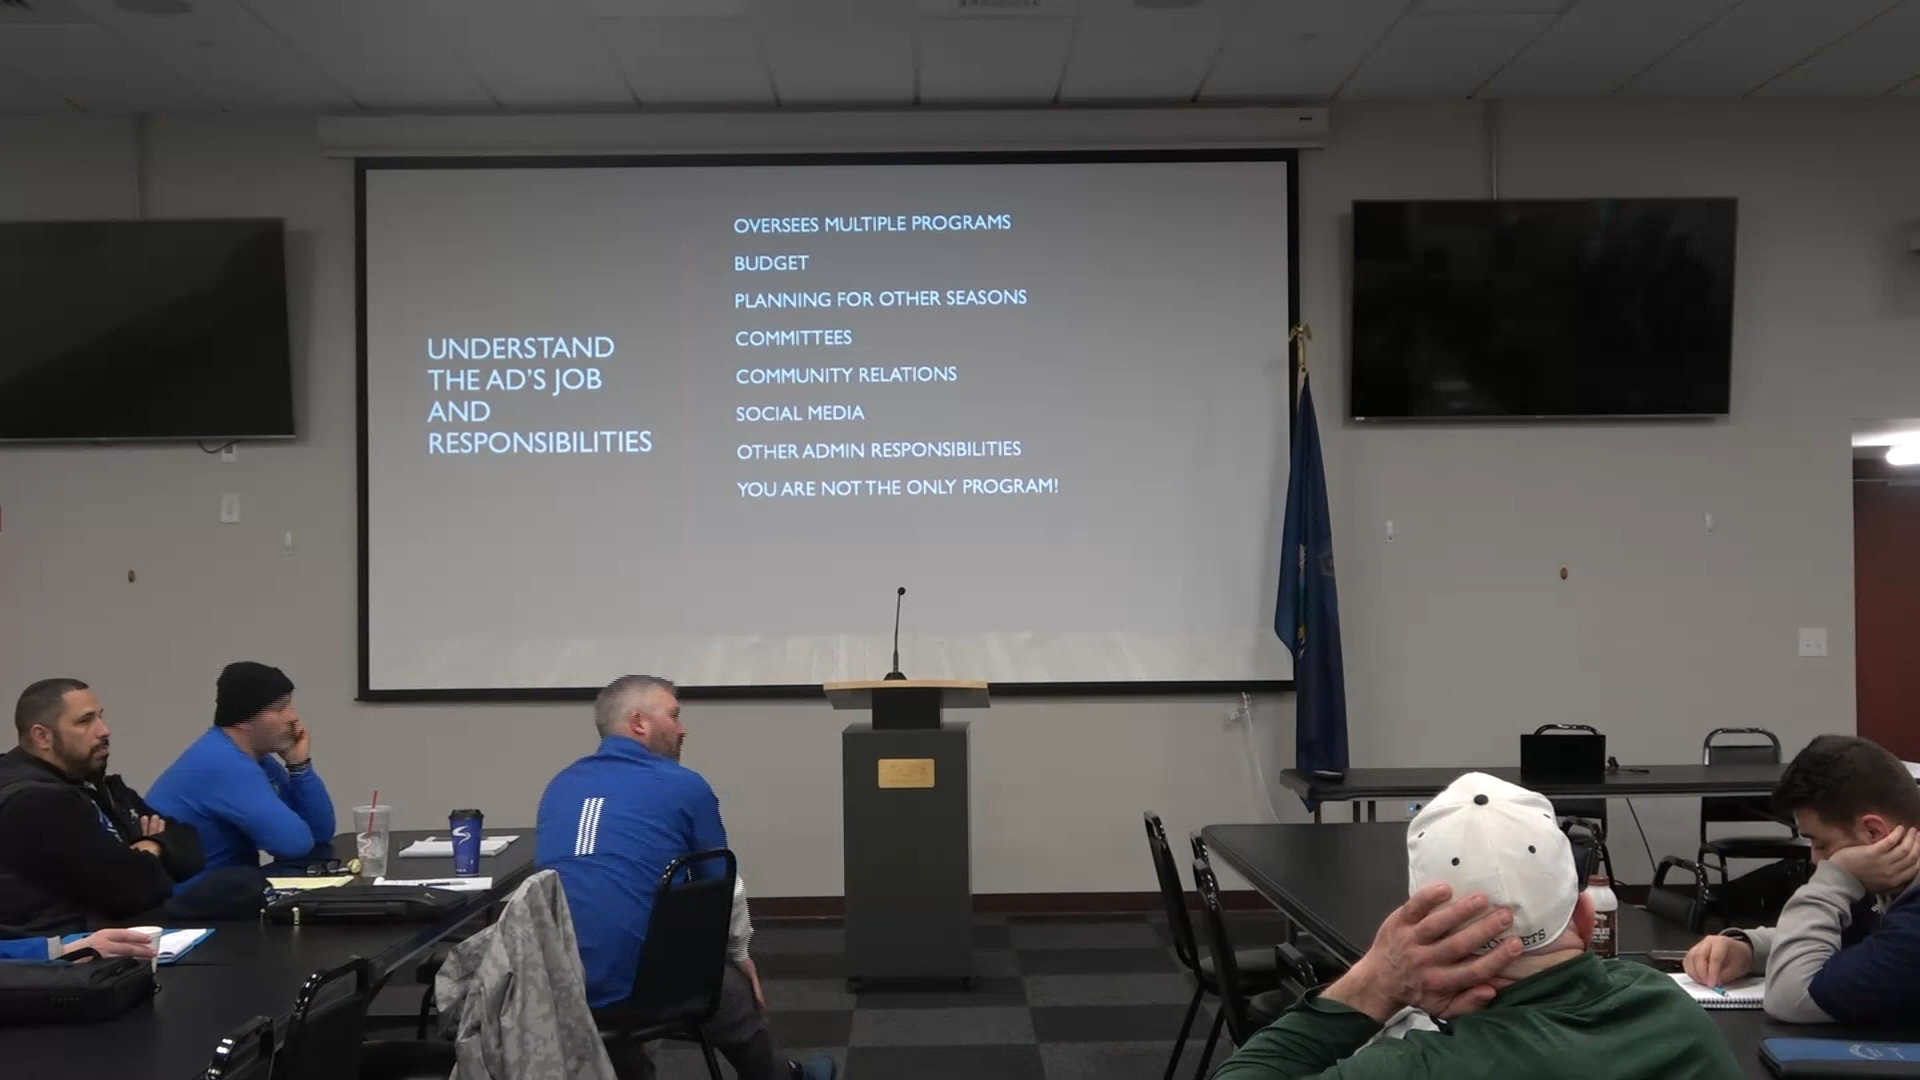 UNDERSTAND
THE AD'S JOB
AND
RESPONSIBILITIES
OVERSEES MULTIPLE PROGRAMS
BUDGET
PLANNING FOR OTHER SEASONS
COMMITTEES
COMMUNITY RELATIONS
SOCIAL MEDIA
OTHER ADMIN RESPONSIBILITIES
YOU ARE NOT THE ONLY PROGRAM!